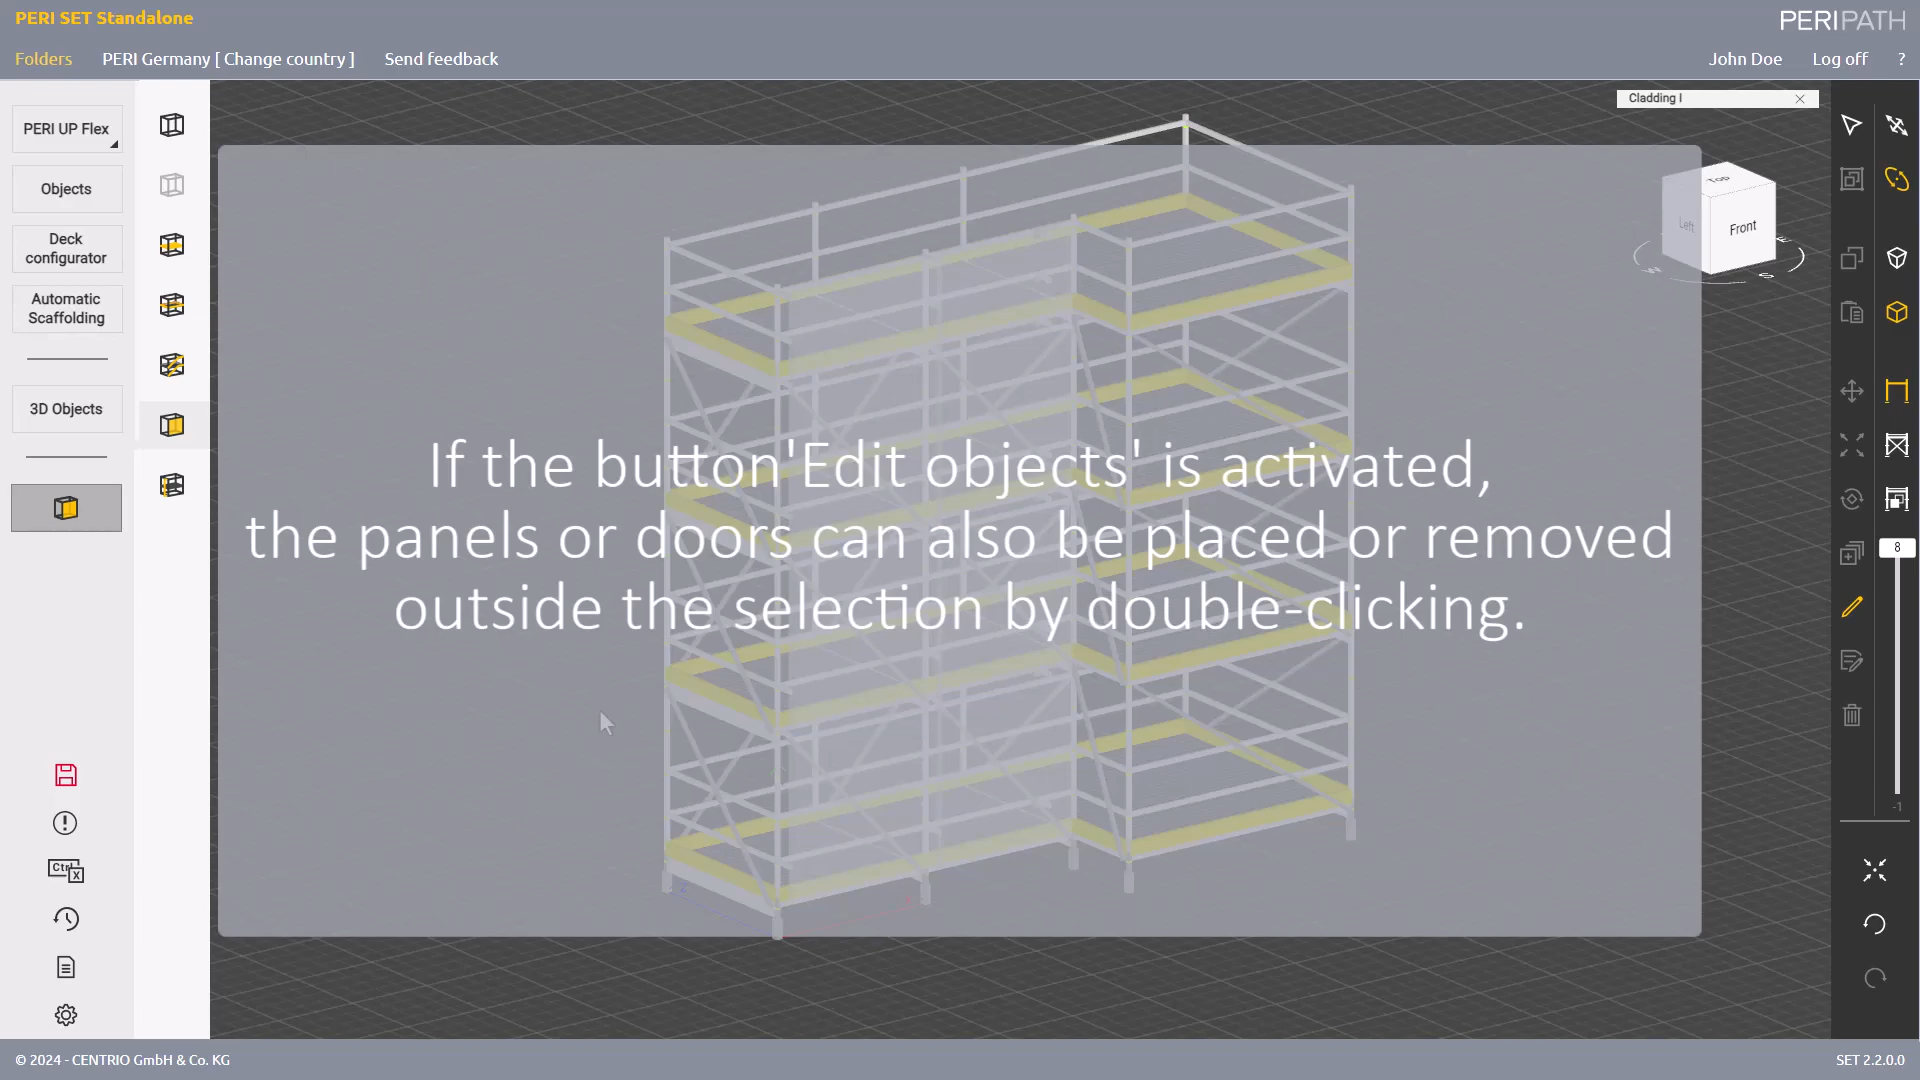 PERI SET Standalone
PERI PATH
Folders
PERI Germany [ Change country ]
Send feedback
John Doe
Log off
?
PERI UP Flex
Objects
Deck
configurator
Automatic
Scaffolding
3D Objects
Cladding I
Top
Left
Front
W
S
E
If the button'Edit objects' is activated,
the panels or doors can also be placed or removed
outside the selection by double-clicking.
8
-1
Ctrl
X
© 2024 - CENTRIO GmbH & Co. KG
SET 2.2.0.0